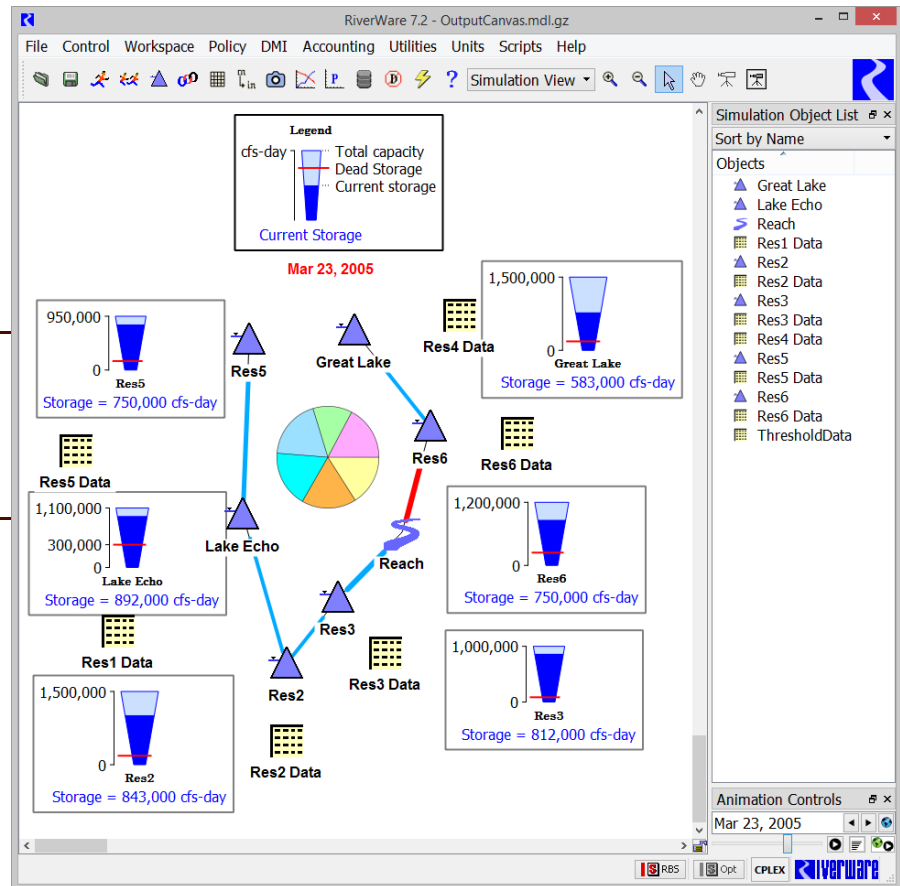 RiverWare 7.2 - OutputCanvas.mdl.gz
File Control Workspace Policy DMI Accounting Utilities Units Scripts Help
Simulation View
Simulation Object List
Sort by Name
Objects
Great Lake
Lake Echo
Reach
Res1 Data
Res2
Res2 Data
Res3
Res3 Data
Res4 Data
Res5
Res5 Data
Res6
Res6 Data
ThresholdData
Legend
cfs-day
Total capacity
Dead Storage
Current storage
Current Storage
Mar 23, 2005
950,000
0
Res5
Storage = 750,000 cfs-day
Res5
Great Lake
Res4 Data
1,500,000
0
Great Lake
Storage = 583,000 cfs-day
Res5 Data
Res6
Res6 Data
1,100,000
300,000
0
Lake Echo
Storage = 892,000 cfs-day
Lake Echo
Reach
1,200,000
0
Res6
Storage = 750,000 cfs-day
Res1 Data
Res3
Res3 Data
1,000,000
0
Res3
Storage = 812,000 cfs-day
1,500,000
0
Res2
Storage = 843,000 cfs-day
Res2
Res2 Data
Animation Controls
Mar 23, 2005
RBS
Opt
CPLEX
RiverWare